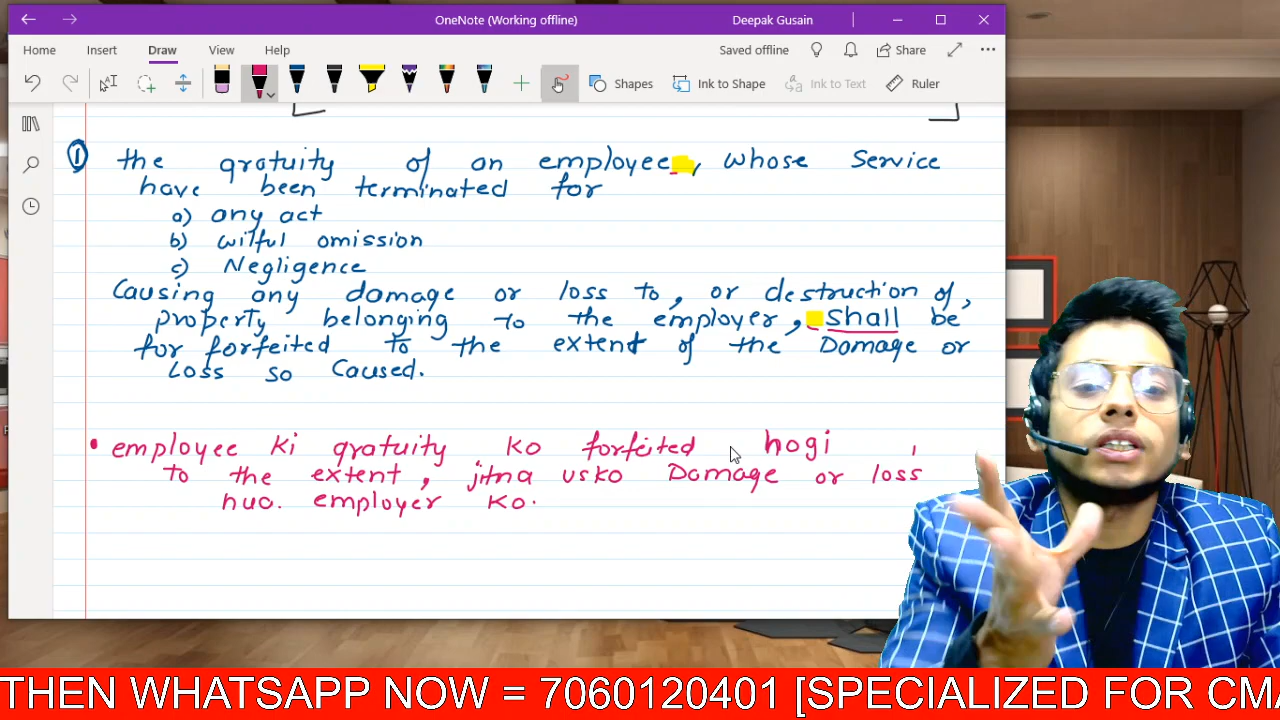 OneNote (Working offline)
Deepak Gusain
Home Insert Draw View Help
Saved offline
Share
Shapes
Ink to Shape
Ink to Text
Ruler
① the gratuity of an employee, whose Service
have been terminated for
a) any act
b) wilful omission
c) Negligence
Causing any damage or loss to, or destruction of,
property belonging to the employer, shall be
for forfeited to the extent of the Damage or
Loss so Caused.
• employee ki gratuity ko forfeited hogi,
to the extent, jitna usko Damage or loss
hua. employer ko.
THEN WHATSAPP NOW = 7060120401 [SPECIALIZED FOR CMA